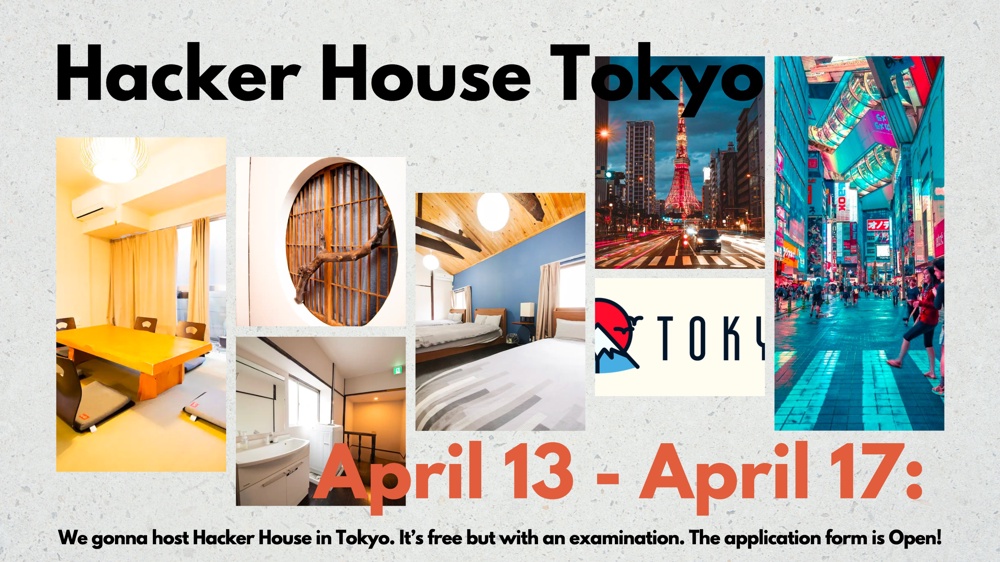 Hacker House Tokyo
TOKY
April 13 - April 17:
We gonna host Hacker House in Tokyo. It's free but with an examination. The application form is Open!